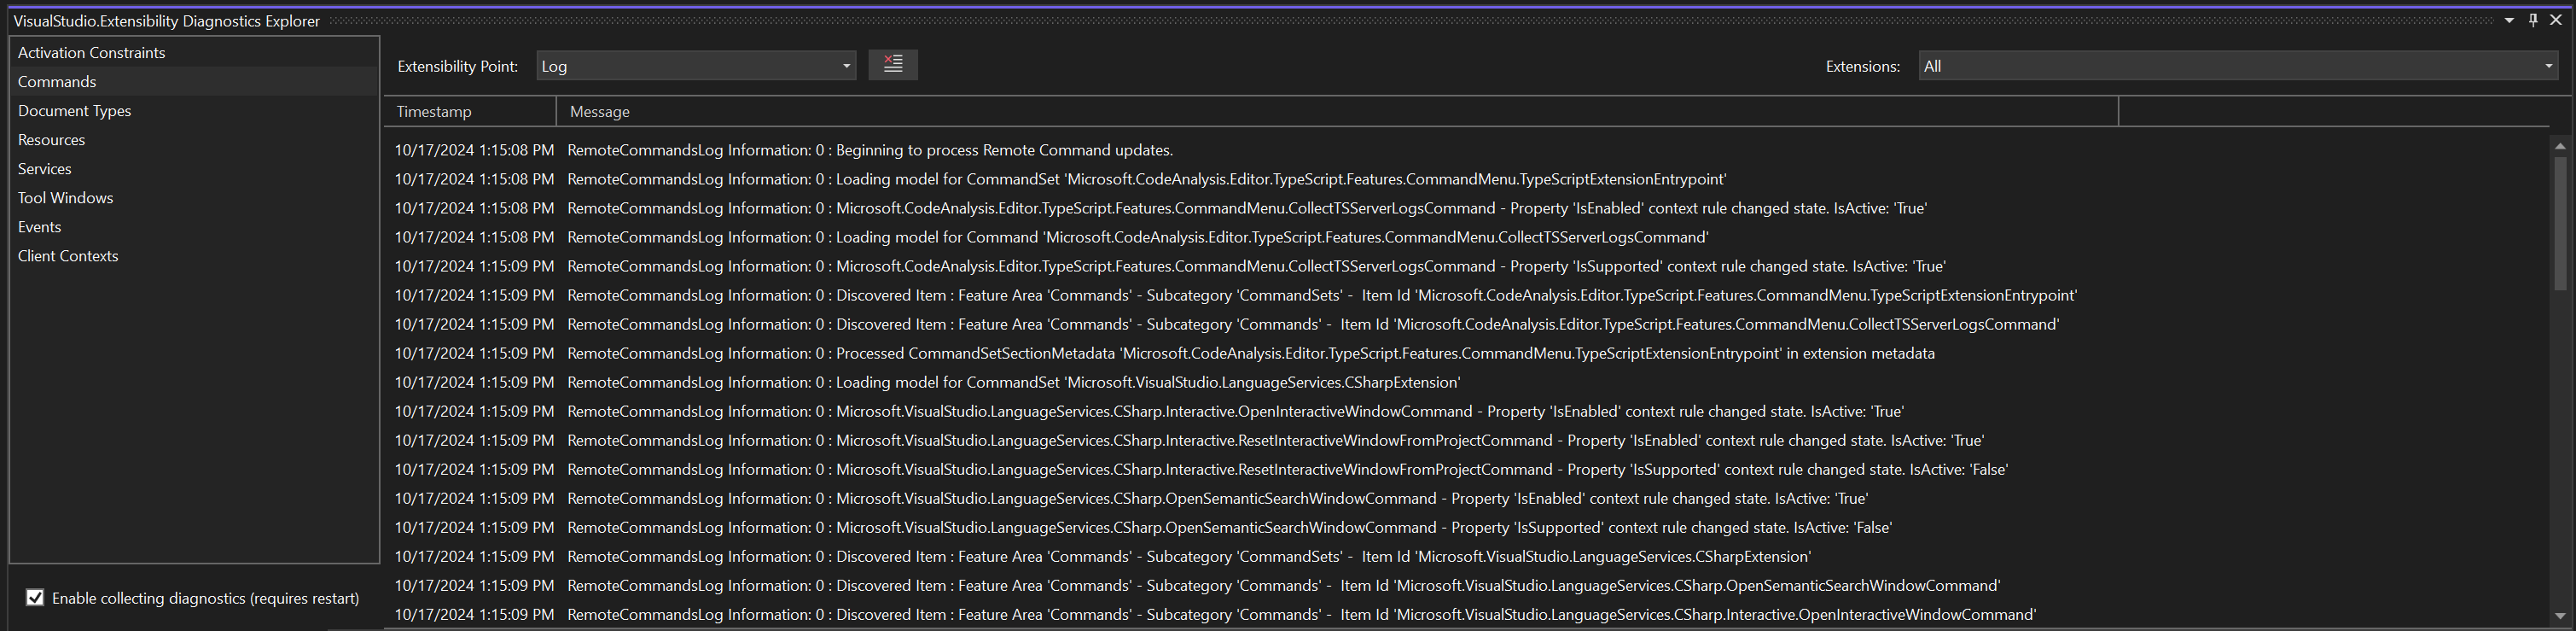 VisualStudio.Extensibility Diagnostics Explorer
Activation Constraints
Commands
Document Types
Resources
Services
Tool Windows
Events
Client Contexts
Enable collecting diagnostics (requires restart)
Extensibility Point: Log
Extensions: All
Timestamp Message
10/17/2024 1:15:08 PM RemoteCommandsLog Information: 0 : Beginning to process Remote Command updates.
10/17/2024 1:15:08 PM RemoteCommandsLog Information: 0 : Loading model for CommandSet 'Microsoft.CodeAnalysis.Editor.TypeScript.Features.CommandMenu.TypeScriptExtensionEntrypoint'
10/17/2024 1:15:08 PM RemoteCommandsLog Information: 0 : Microsoft.CodeAnalysis.Editor.TypeScript.Features.CommandMenu.CollectTSServerLogsCommand - Property 'IsEnabled' context rule changed state. IsActive: 'True'
10/17/2024 1:15:08 PM RemoteCommandsLog Information: 0 : Loading model for Command 'Microsoft.CodeAnalysis.Editor.TypeScript.Features.CommandMenu.CollectTSServerLogsCommand'
10/17/2024 1:15:09 PM RemoteCommandsLog Information: 0 : Microsoft.CodeAnalysis.Editor.TypeScript.Features.CommandMenu.CollectTSServerLogsCommand - Property 'IsSupported' context rule changed state. IsActive: 'True'
10/17/2024 1:15:09 PM RemoteCommandsLog Information: 0 : Discovered Item : Feature Area 'Commands' - Subcategory 'CommandSets' - Item Id 'Microsoft.CodeAnalysis.Editor.TypeScript.Features.CommandMenu.TypeScriptExtensionEntrypoint'
10/17/2024 1:15:09 PM RemoteCommandsLog Information: 0 : Discovered Item : Feature Area 'Commands' - Subcategory 'Commands' - Item Id 'Microsoft.CodeAnalysis.Editor.TypeScript.Features.CommandMenu.CollectTSServerLogsCommand'
10/17/2024 1:15:09 PM RemoteCommandsLog Information: 0 : Processed CommandSetSectionMetadata 'Microsoft.CodeAnalysis.Editor.TypeScript.Features.CommandMenu.TypeScriptExtensionEntrypoint' in extension metadata
10/17/2024 1:15:09 PM RemoteCommandsLog Information: 0 : Loading model for CommandSet 'Microsoft.VisualStudio.LanguageServices.CSharpExtension'
10/17/2024 1:15:09 PM RemoteCommandsLog Information: 0 : Microsoft.VisualStudio.LanguageServices.CSharp.Interactive.OpenInteractiveWindowCommand - Property 'IsEnabled' context rule changed state. IsActive: 'True'
10/17/2024 1:15:09 PM RemoteCommandsLog Information: 0 : Microsoft.VisualStudio.LanguageServices.CSharp.Interactive.ResetInteractiveWindowFromProjectCommand - Property 'IsEnabled' context rule changed state. IsActive: 'True'
10/17/2024 1:15:09 PM RemoteCommandsLog Information: 0 : Microsoft.VisualStudio.LanguageServices.CSharp.Interactive.ResetInteractiveWindowFromProjectCommand - Property 'IsSupported' context rule changed state. IsActive: 'False'
10/17/2024 1:15:09 PM RemoteCommandsLog Information: 0 : Microsoft.VisualStudio.LanguageServices.CSharp.OpenSemanticSearchWindowCommand - Property 'IsEnabled' context rule changed state. IsActive: 'True'
10/17/2024 1:15:09 PM RemoteCommandsLog Information: 0 : Microsoft.VisualStudio.LanguageServices.CSharp.OpenSemanticSearchWindowCommand - Property 'IsSupported' context rule changed state. IsActive: 'False'
10/17/2024 1:15:09 PM RemoteCommandsLog Information: 0 : Discovered Item : Feature Area 'Commands' - Subcategory 'CommandSets' - Item Id 'Microsoft.VisualStudio.LanguageServices.CSharpExtension'
10/17/2024 1:15:09 PM RemoteCommandsLog Information: 0 : Discovered Item : Feature Area 'Commands' - Subcategory 'Commands' - Item Id 'Microsoft.VisualStudio.LanguageServices.CSharp.OpenSemanticSearchWindowCommand'
10/17/2024 1:15:09 PM RemoteCommandsLog Information: 0 : Discovered Item : Feature Area 'Commands' - Subcategory 'Commands' - Item Id 'Microsoft.VisualStudio.LanguageServices.CSharp.Interactive.OpenInteractiveWindowCommand'